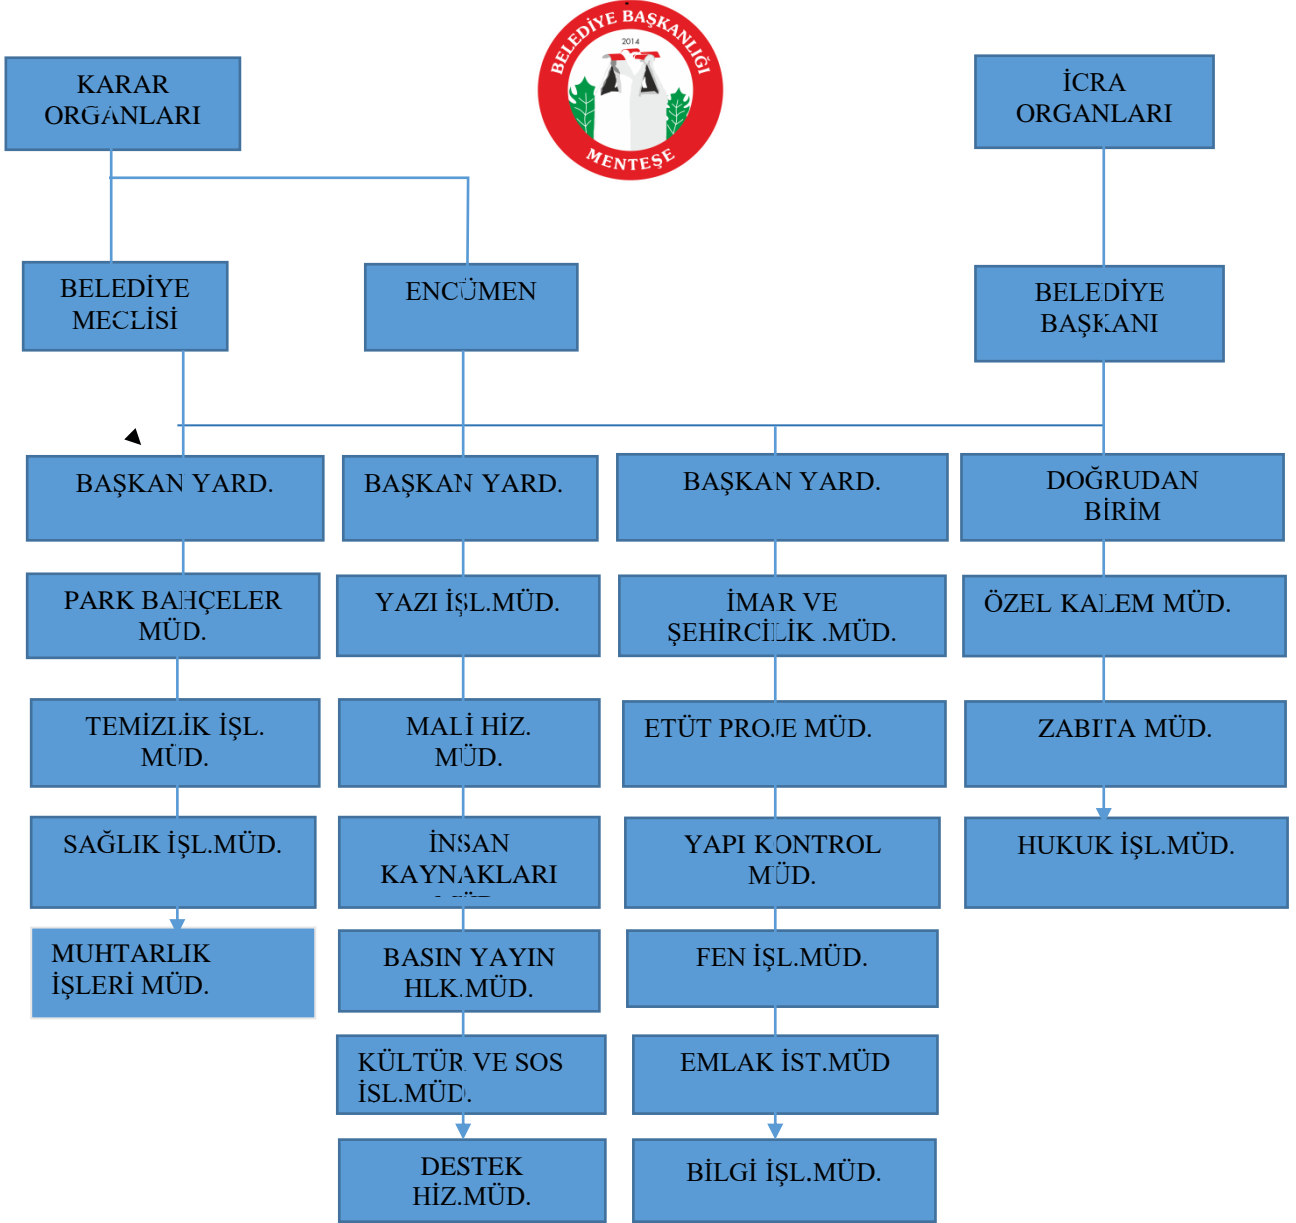 BELEDİYE BAŞKANLIĞI
2014
MENTEŞE
KARAR
ORGANLARI
İCRA
ORGANLARI
BELEDİYE
MECLİSİ
ENCÜMEN
BELEDİYE
BAŞKANI
BAŞKAN YARD.
BAŞKAN YARD.
BAŞKAN YARD.
DOĞRUDAN
BİRİM
PARK BAHÇELER
MÜD.
YAZI İŞL.MÜD.
İMAR VE
ŞEHİRCİLİK .MÜD.
ÖZEL KALEM MÜD.
TEMİZLİK İŞL.
MÜD.
MALİ HİZ.
MÜD.
ETÜT PROJE MÜD.
ZABITA MÜD.
SAĞLIK İŞL.MÜD.
İNSAN
KAYNAKLARI
YAPI KONTROL
MÜD.
HUKUK İŞL.MÜD.
MUHTARLIK
İŞLERİ MÜD.
BASIN YAYIN
HLK.MÜD.
FEN İŞL.MÜD.
KÜLTÜR VE SOS
İSL.MÜD.
EMLAK İST.MÜD
DESTEK
HİZ.MÜD.
BİLGİ İŞL.MÜD.